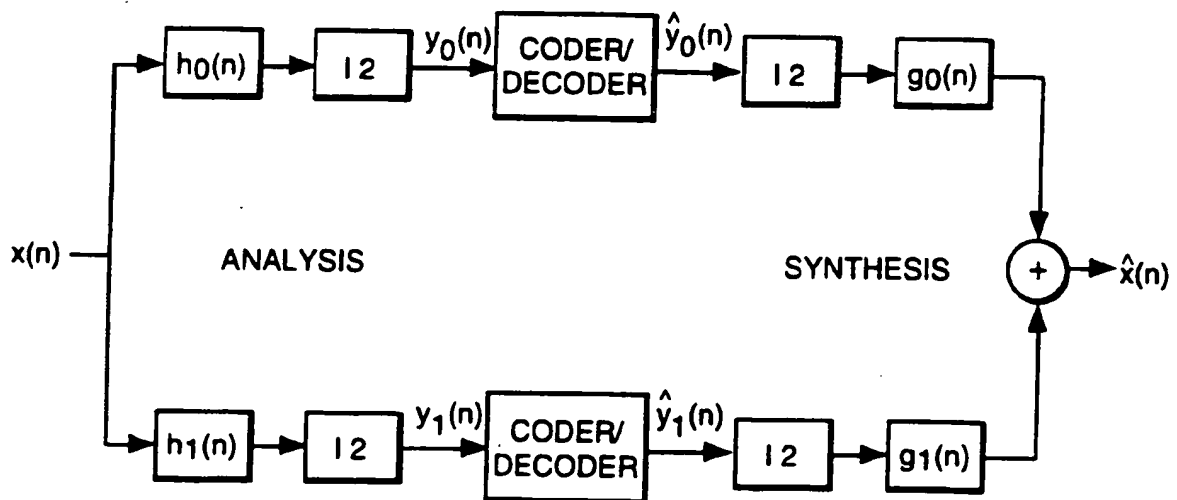 h0(n)
I 2
y0(n)
CODER/
DECODER
ŷ0(n)
I 2
g0(n)
x(n)
ANALYSIS
SYNTHESIS
+
x̂(n)
h1(n)
I 2
y1(n)
CODER/
DECODER
ŷ1(n)
I 2
g1(n)